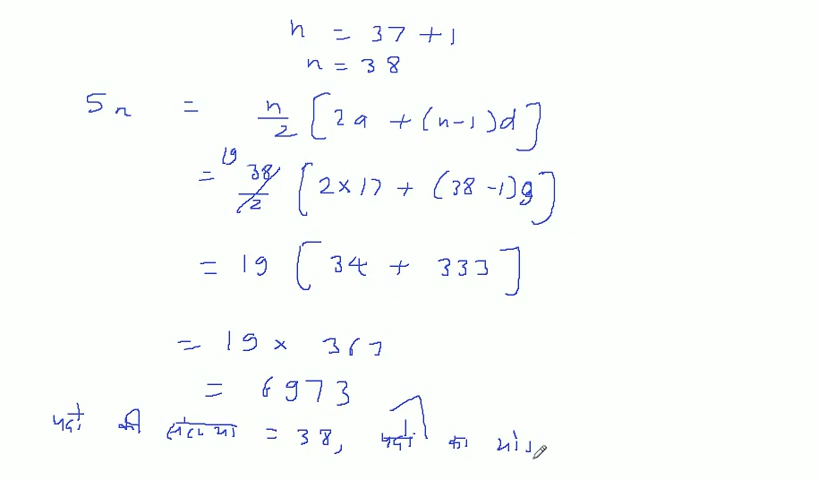 n = 37 + 1
n = 38
Sn = n/2 [2a + (n-1)d]
= 19 38/2 [2×17 + (38-1)9]
= 19 [34 + 333]
= 19 × 367
= 6973
पदों की संख्या = 38, पदों का यो